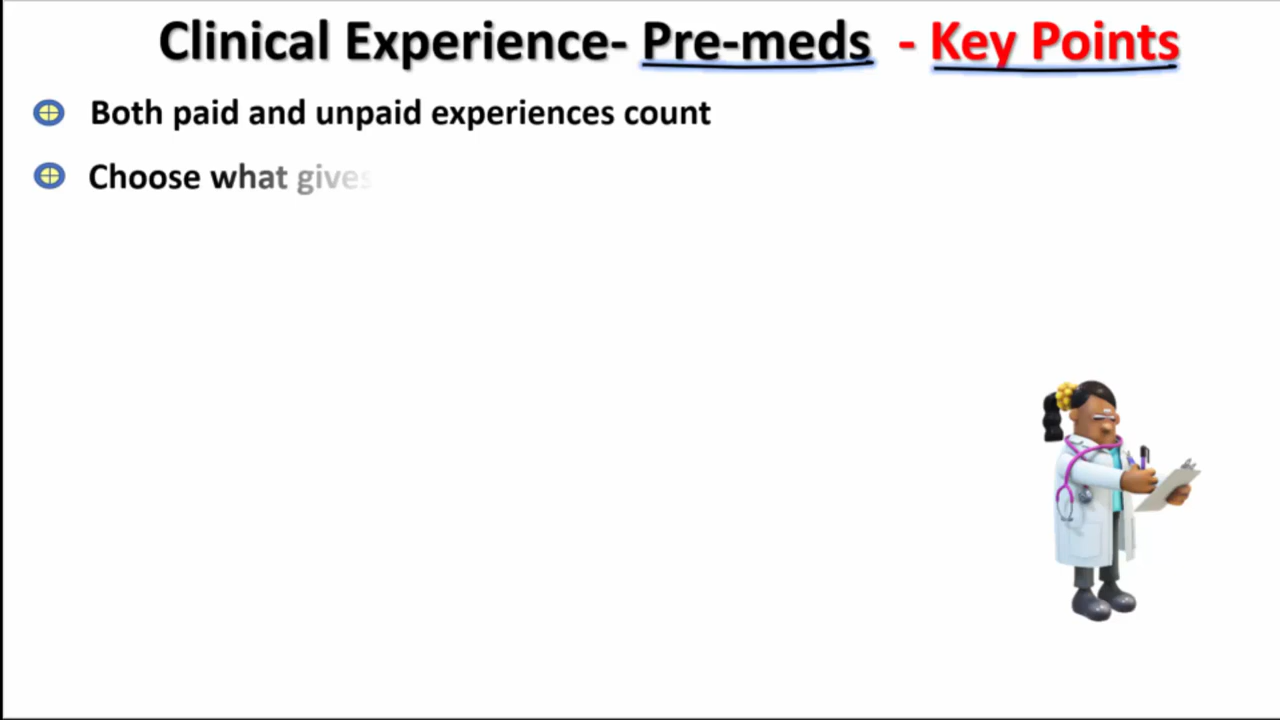 Clinical Experience- Pre-meds - Key Points
Both paid and unpaid experiences count
Choose what gives